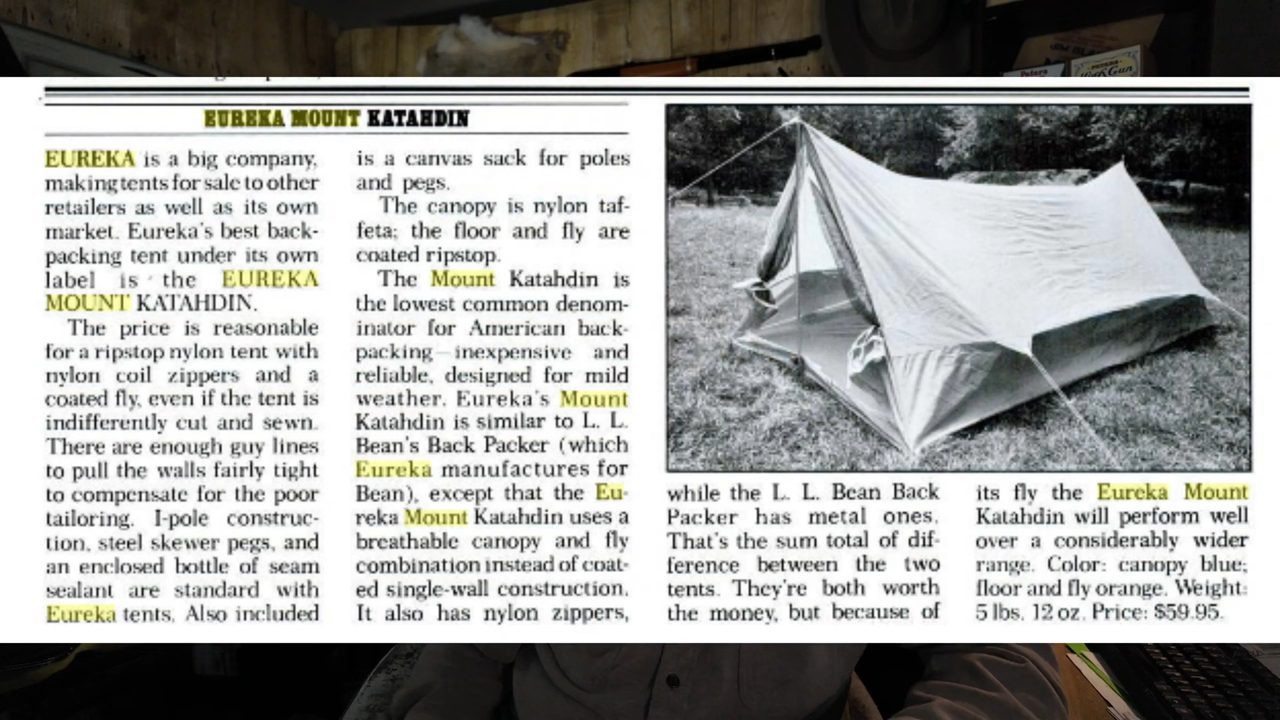 Peters
EUREKA MOUNT KATAHDIN
EUREKA is a big company,
making tents for sale to other
retailers as well as its own
market. Eureka's best back-
packing tent under its own
label is the EUREKA
MOUNT KATAHDIN.
The price is reasonable
for a ripstop nylon tent with
nylon coil zippers and a
coated fly, even if the tent is
indifferently cut and sewn.
There are enough guy lines
to pull the walls fairly tight
to compensate for the poor
tailoring. I-pole construc-
tion, steel skewer pegs, and
an enclosed bottle of seam
sealant are standard with
Eureka tents. Also included
is a canvas sack for poles
and pegs.
The canopy is nylon taf-
feta; the floor and fly are
coated ripstop.
The Mount Katahdin is
the lowest common denom-
inator for American back-
packing—inexpensive and
reliable, designed for mild
weather. Eureka's Mount
Katahdin is similar to L. L.
Bean's Back Packer (which
Eureka manufactures for
Bean), except that the Eu-
reka Mount Katahdin uses a
breathable canopy and fly
combination instead of coat-
ed single-wall construction.
It also has nylon zippers,
while the L. L. Bean Back
Packer has metal ones.
That's the sum total of dif-
ference between the two
tents. They're both worth
the money, but because of
its fly the Eureka Mount
Katahdin will perform well
over a considerably wider
range. Color: canopy blue;
floor and fly orange. Weight:
5 lbs. 12 oz. Price: $59.95.